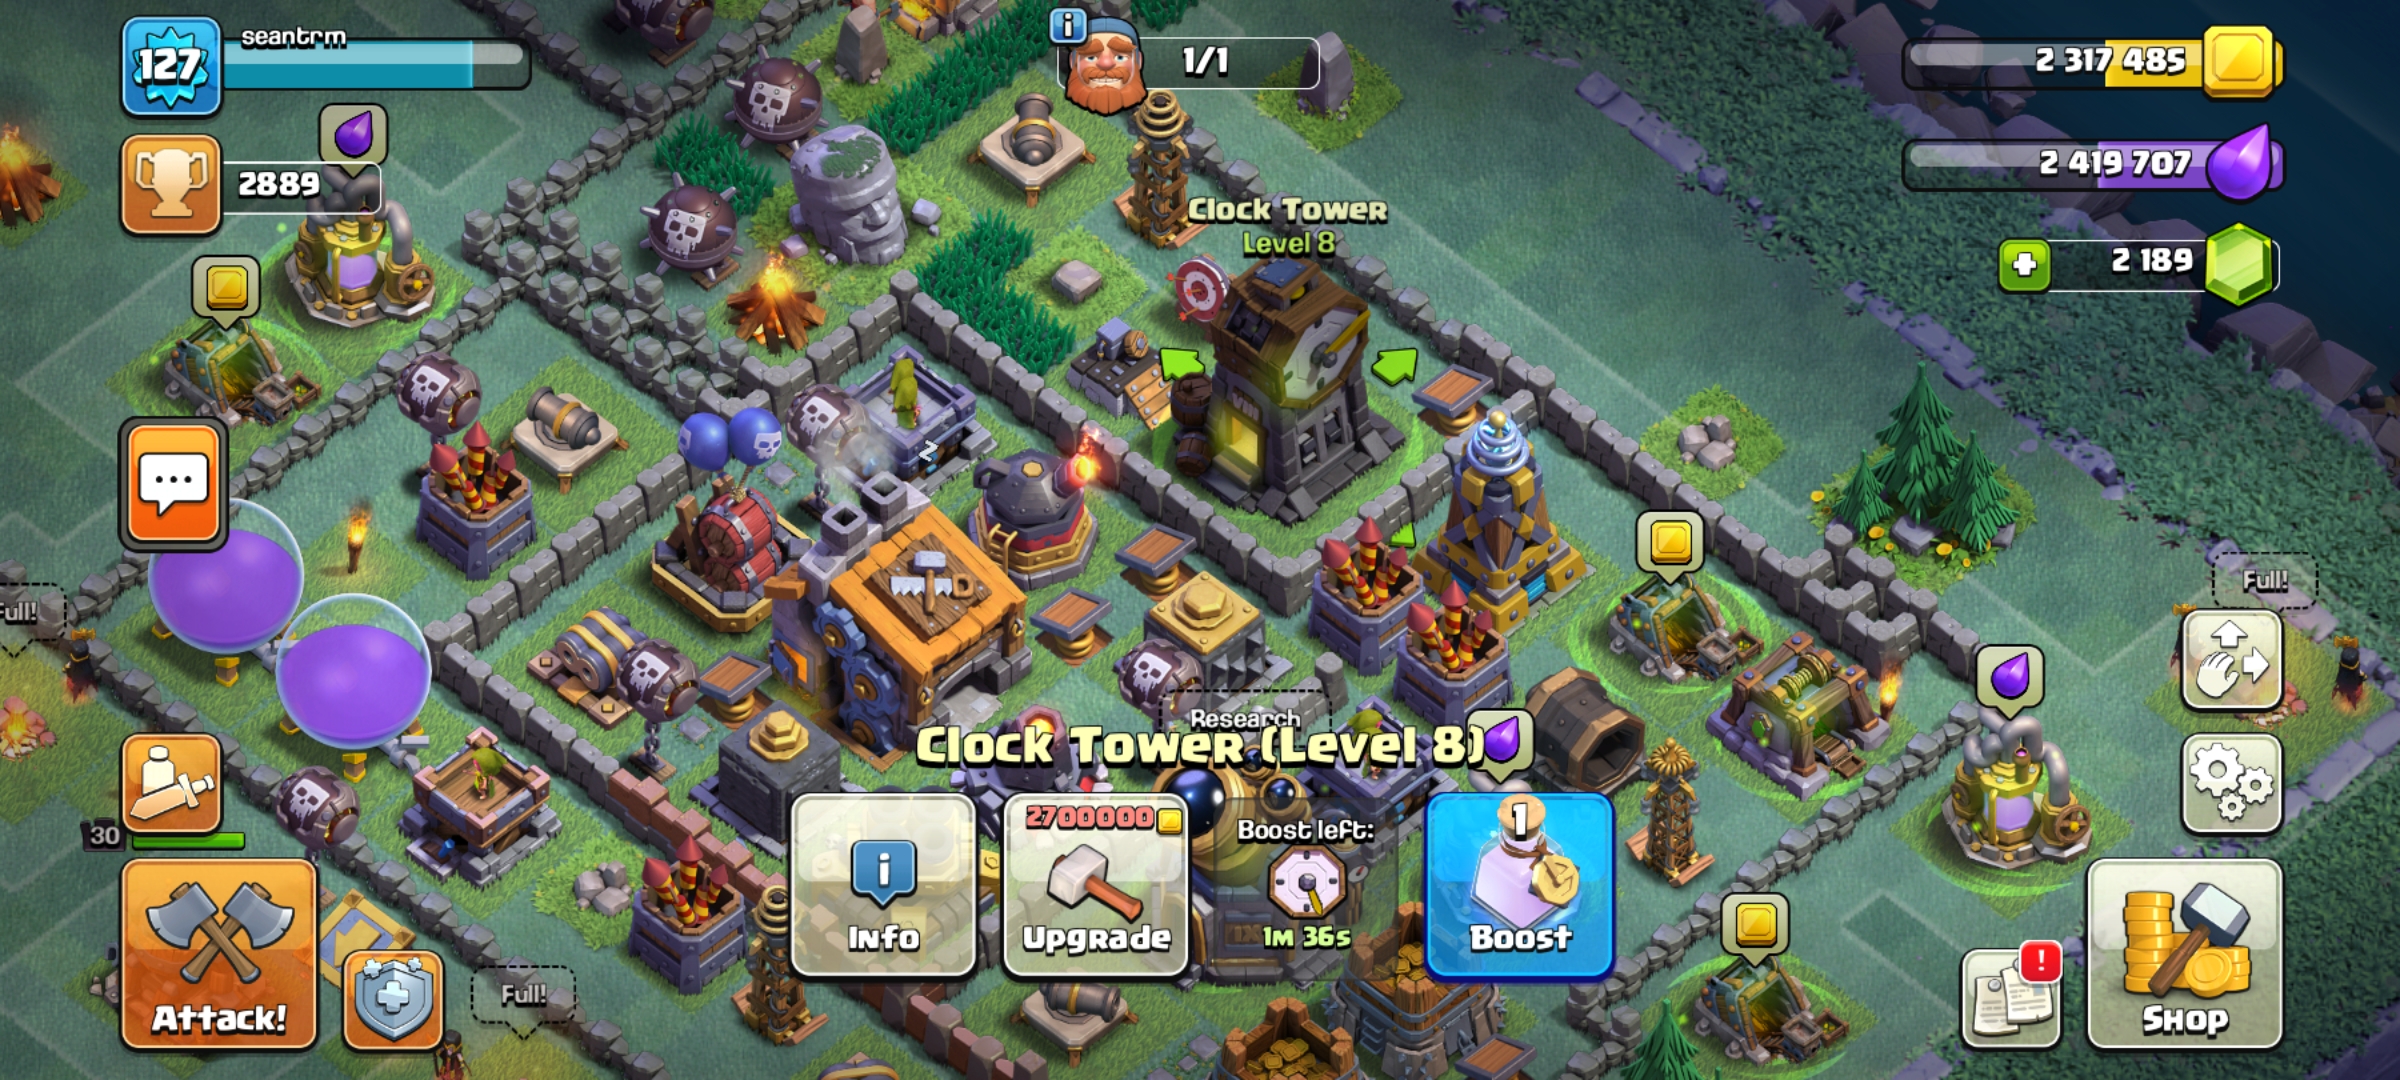 127
seantrm
1/1
2 317 485
2889
2 419 707
Clock Tower
Level 8
2 189
z
Full!
Full!
Research
Clock Tower (Level 8)
30
Info
2700000
Upgrade
Boost left:
1M 36s
1
Boost
Attack!
Full!
!
Shop